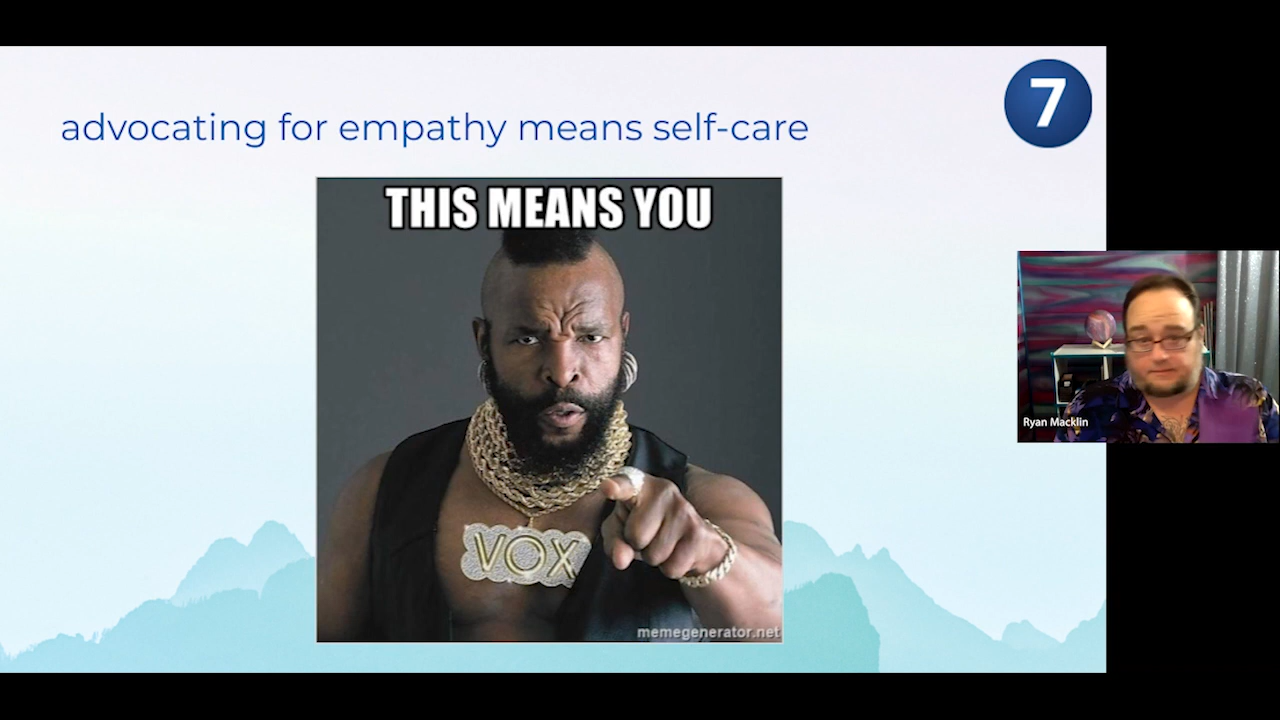 advocating for empathy means self-care
7
THIS MEANS YOU
VOX
memegenerator.net
Ryan Macklin